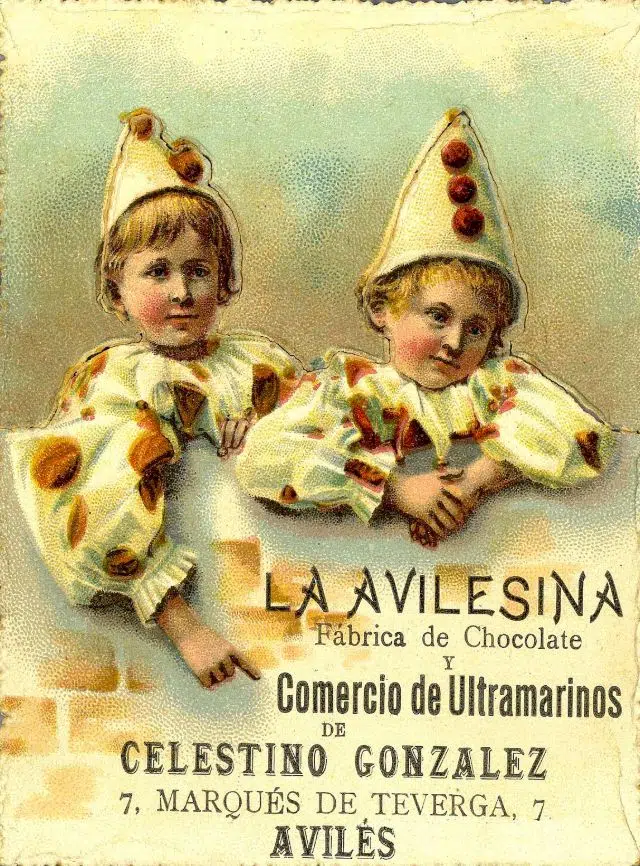 LA AVILESINA
Fábrica de Chocolate
Y
Comercio de Ultramarinos
DE
CELESTINO GONZALEZ
7, MARQUÉS DE TEVERGA, 7
AVILÉS